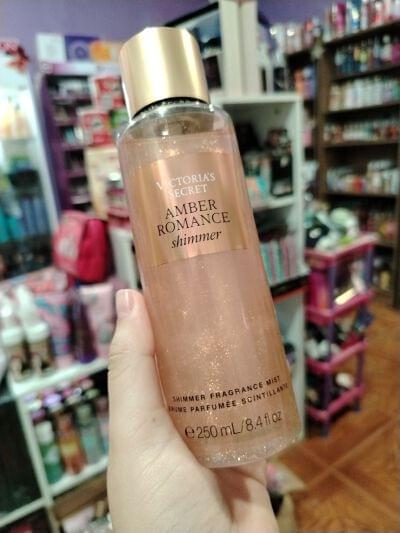 VICTORIA'S
SECRET
AMBER
ROMANCE
shimmer
SHIMMER FRAGRANCE MIST
BRUME PARFUMÉE SCINTILLANTE
℮ 250 mL/8.4 fl oz